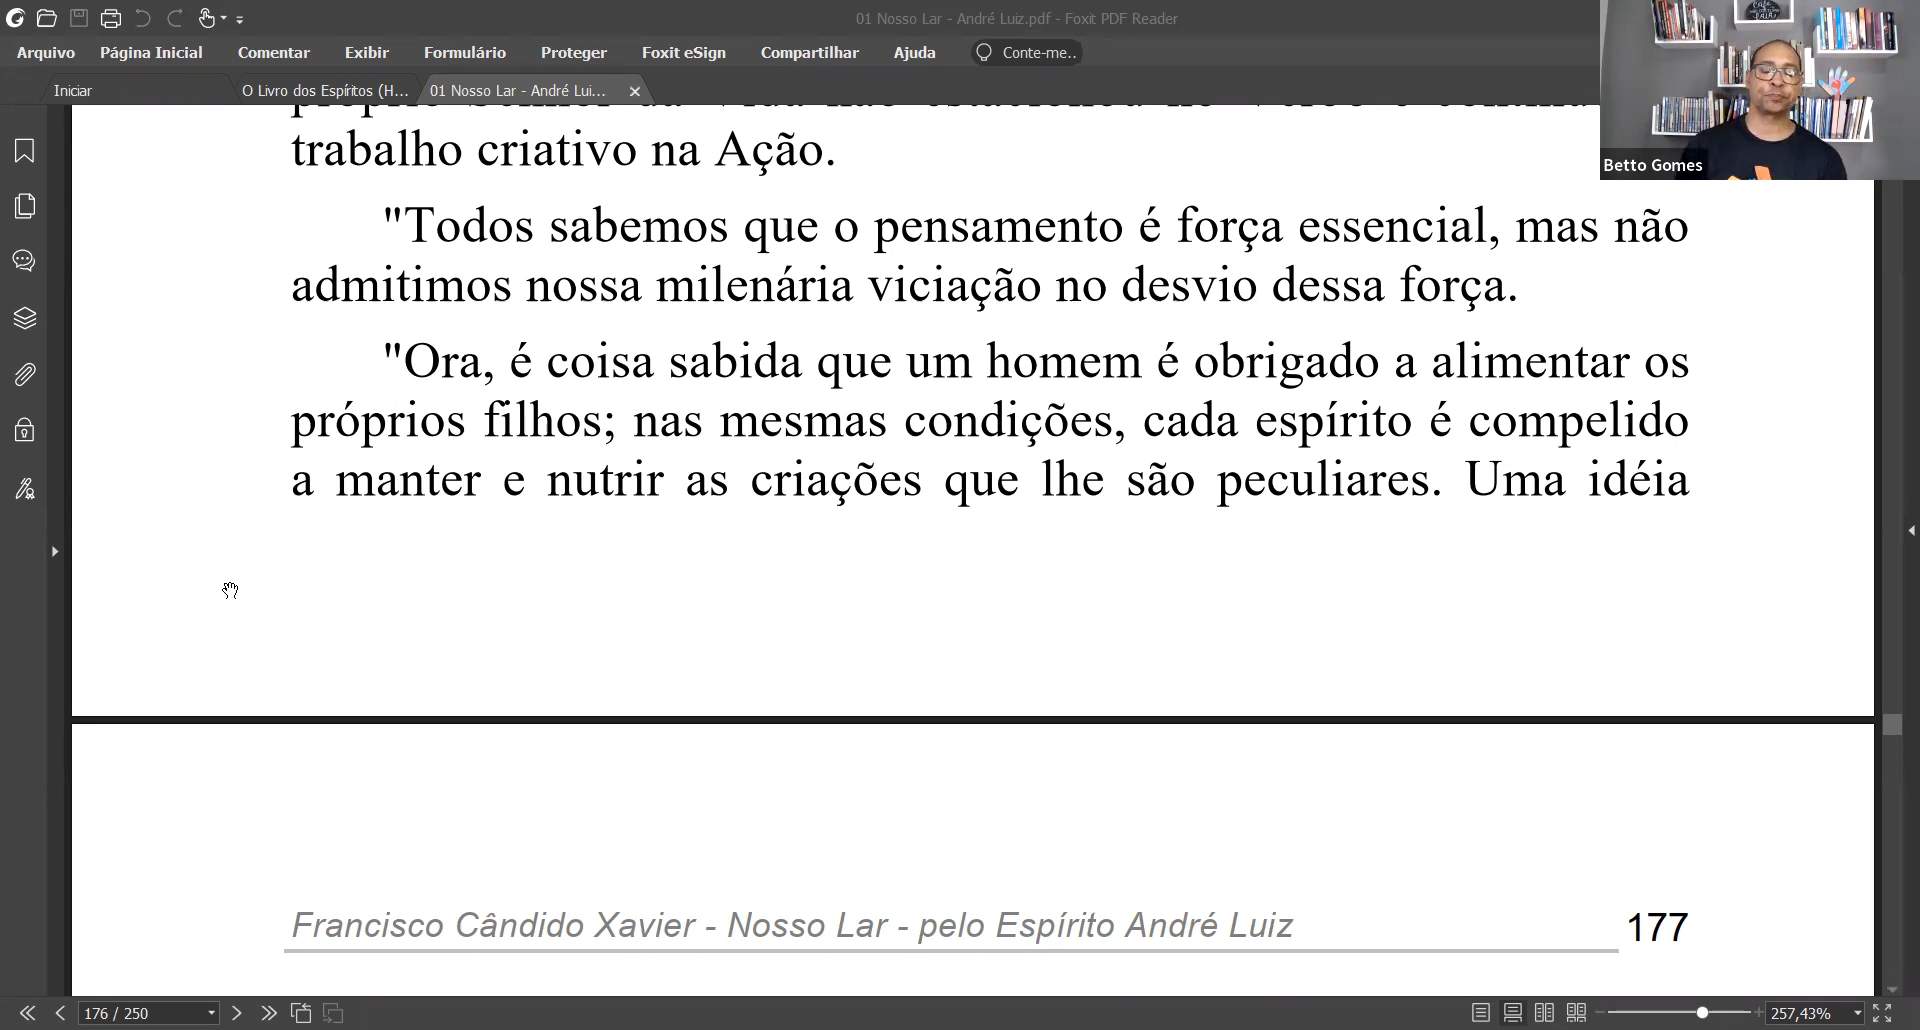 01 Nosso Lar - André Luiz.pdf - Foxit PDF Reader
Arquivo Página Inicial Comentar Exibir Formulário Proteger Foxit eSign Compartilhar Ajuda Conte-me..
Iniciar O Livro dos Espíritos (H... 01 Nosso Lar - André Lui...
trabalho criativo na Ação.
"Todos sabemos que o pensamento é força essencial, mas não
admitimos nossa milenária viciação no desvio dessa força.
"Ora, é coisa sabida que um homem é obrigado a alimentar os
próprios filhos; nas mesmas condições, cada espírito é compelido
a manter e nutrir as criações que lhe são peculiares. Uma idéia
Francisco Cândido Xavier - Nosso Lar - pelo Espírito André Luiz 177
Betto Gomes
176 / 250
257,43%